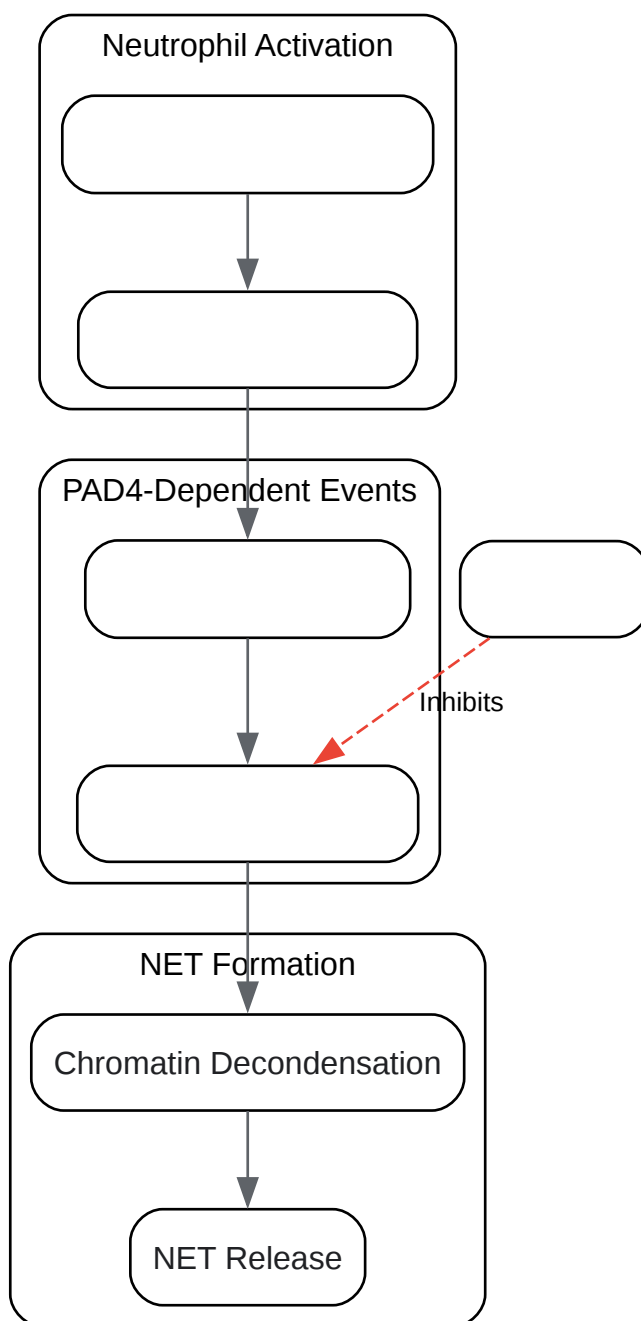 Neutrophil Activation
PAD4-Dependent Events
Inhibits
NET Formation
Chromatin Decondensation
NET Release